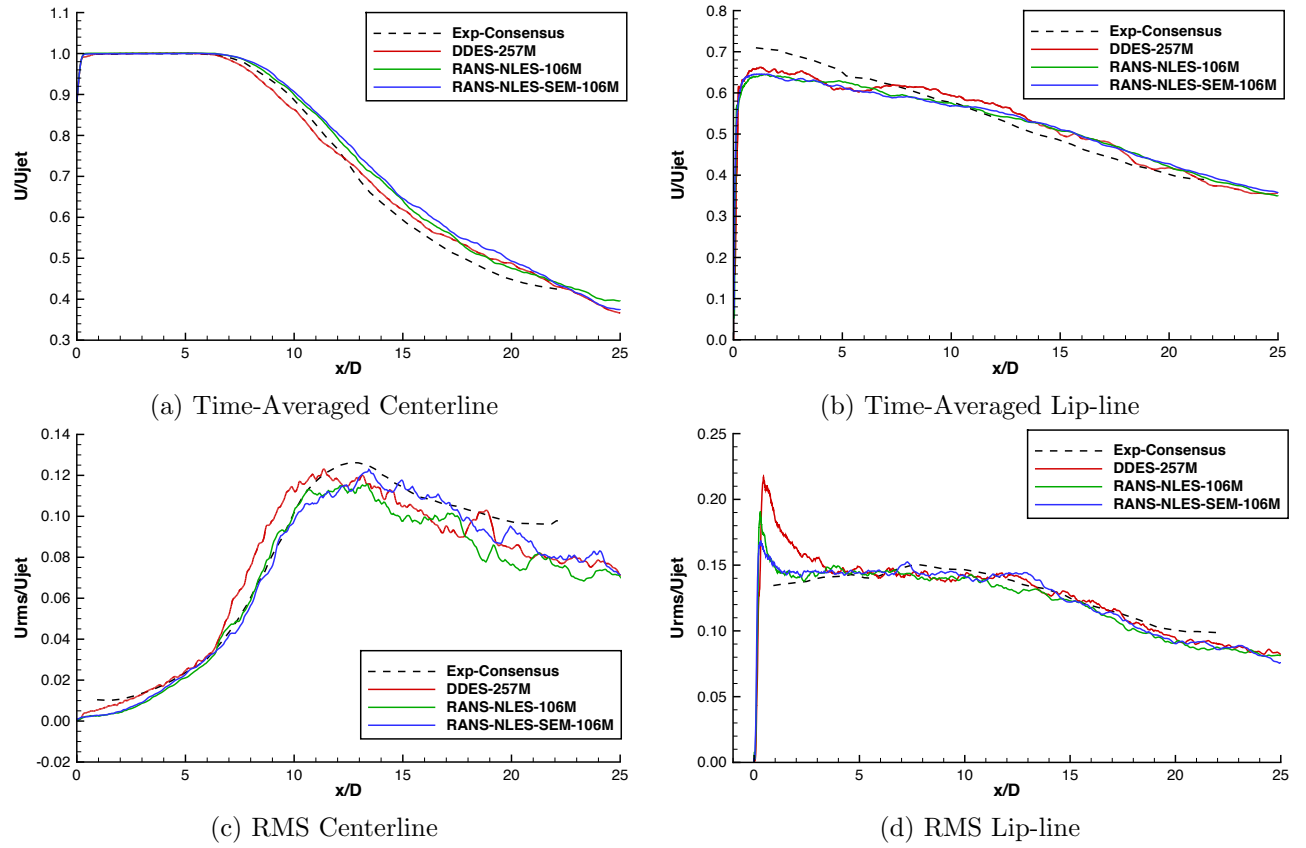 1.1
1.0
0.9
0.8
0.7
0.6
0.5
0.4
0.3
U/Ujet
0 5 10 15 20 25
x/D
Exp-Consensus
DDES-257M
RANS-NLES-106M
RANS-NLES-SEM-106M
(a) Time-Averaged Centerline
0.8
0.7
0.6
0.5
0.4
0.3
0.2
0.1
0.0
U/Ujet
0 5 10 15 20 25
x/D
Exp-Consensus
DDES-257M
RANS-NLES-106M
RANS-NLES-SEM-106M
(b) Time-Averaged Lip-line
0.14
0.12
0.10
0.08
0.06
0.04
0.02
0.00
-0.02
Urms/Ujet
0 5 10 15 20 25
x/D
Exp-Consensus
DDES-257M
RANS-NLES-106M
RANS-NLES-SEM-106M
(c) RMS Centerline
0.25
0.20
0.15
0.10
0.05
0.00
Urms/Ujet
0 5 10 15 20 25
x/D
Exp-Consensus
DDES-257M
RANS-NLES-106M
RANS-NLES-SEM-106M
(d) RMS Lip-line